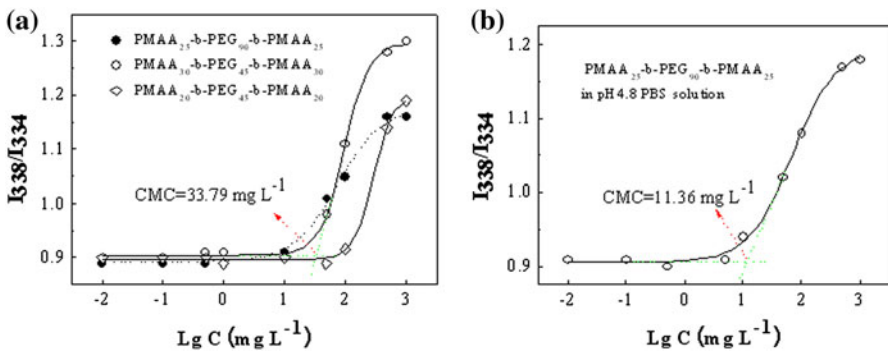 (a)
1.3
1.2
1.1
1.0
0.9
I338/I334
PMAA25-b-PEG90-b-PMAA25
PMAA30-b-PEG45-b-PMAA30
PMAA20-b-PEG45-b-PMAA20
CMC=33.79 mg L-1
-2 -1 0 1 2 3
Lg C (mg L-1)
(b)
1.2
1.1
1.0
0.9
I338/I334
PMAA25-b-PEG90-b-PMAA25
in pH 4.8 PBS solution
CMC=11.36 mg L-1
-2 -1 0 1 2 3
Lg C (mg L-1)